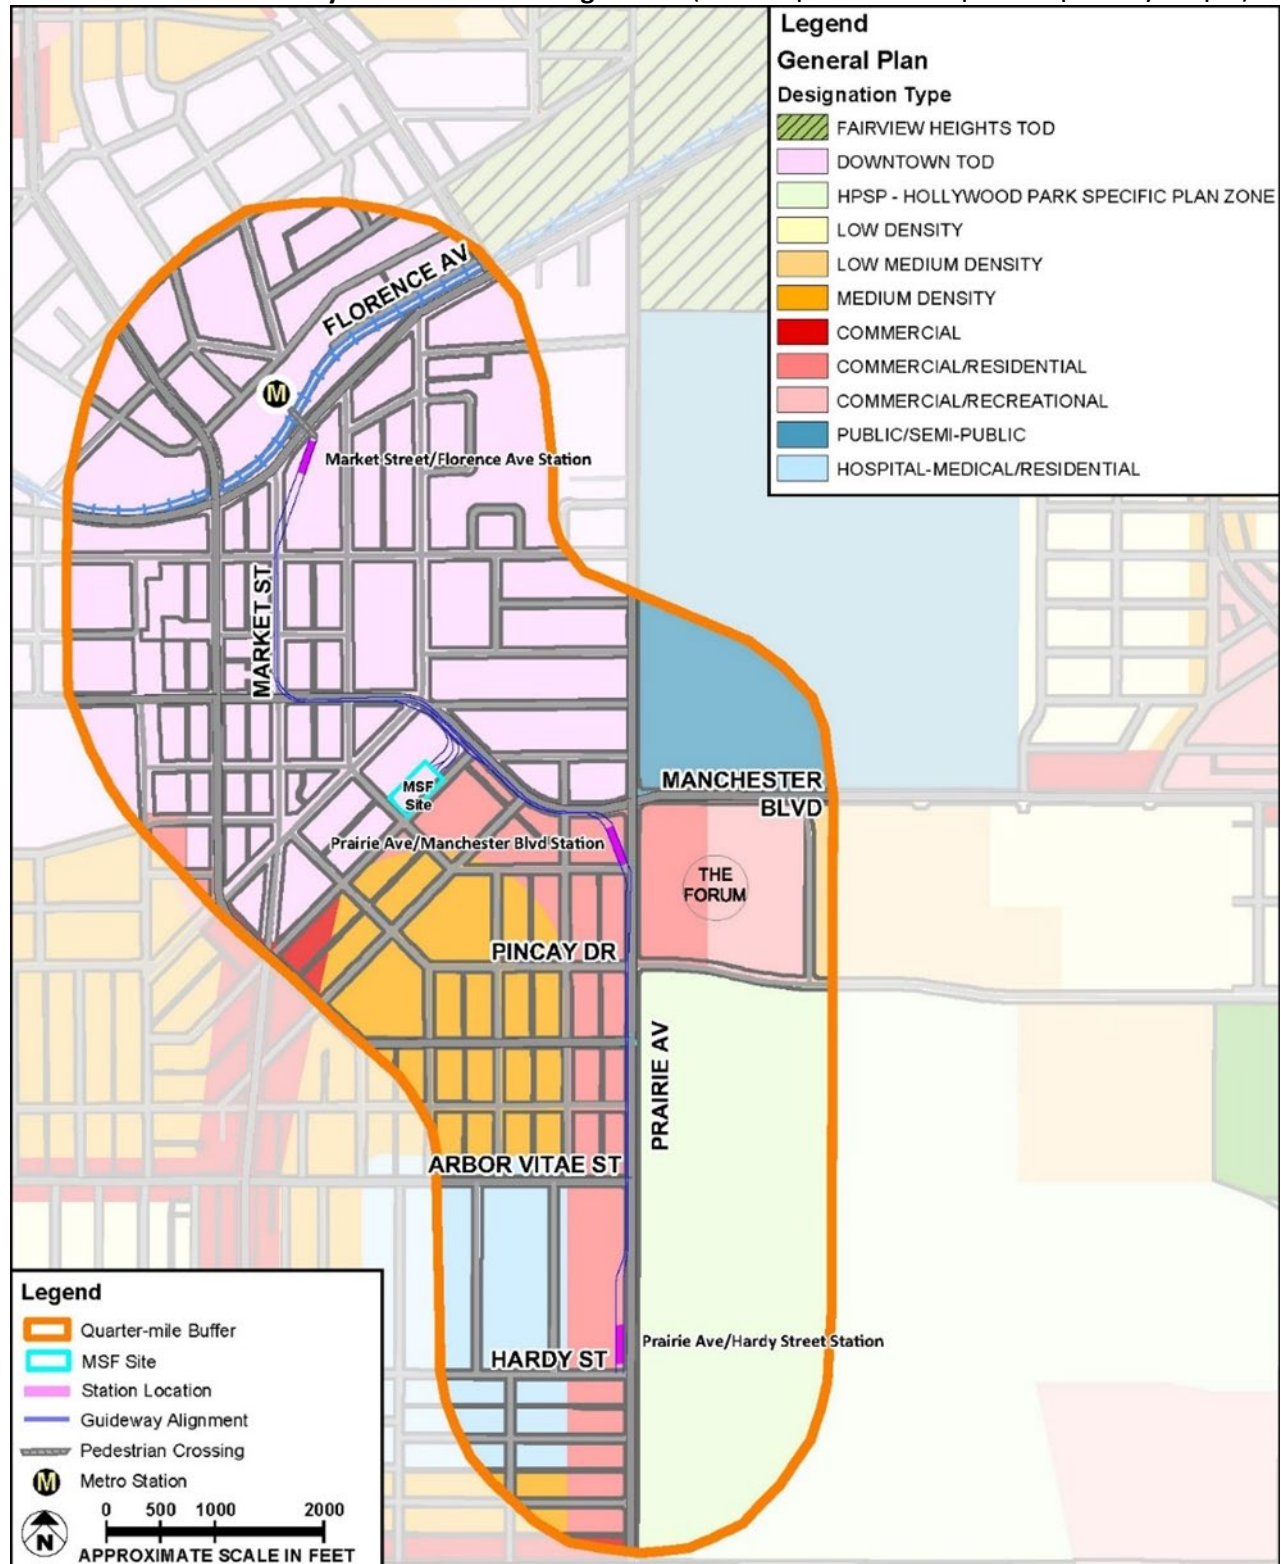 Legend
General Plan
Designation Type
FAIRVIEW HEIGHTS TOD
DOWNTOWN TOD
HPSP - HOLLYWOOD PARK SPECIFIC PLAN ZONE
LOW DENSITY
LOW MEDIUM DENSITY
MEDIUM DENSITY
COMMERCIAL
COMMERCIAL/RESIDENTIAL
COMMERCIAL/RECREATIONAL
PUBLIC/SEMI-PUBLIC
HOSPITAL-MEDICAL/RESIDENTIAL
FLORENCE AV
M
Market Street/Florence Ave Station
MARKET ST
MSF
Site
MANCHESTER
BLVD
Prairie Ave/Manchester Blvd Station
THE
FORUM
PINCAY DR
PRAIRIE AV
ARBOR VITAE ST
Prairie Ave/Hardy Street Station
HARDY ST
Legend
Quarter-mile Buffer
MSF Site
Station Location
Guideway Alignment
Pedestrian Crossing
M Metro Station
0 500 1000 2000
N
APPROXIMATE SCALE IN FEET